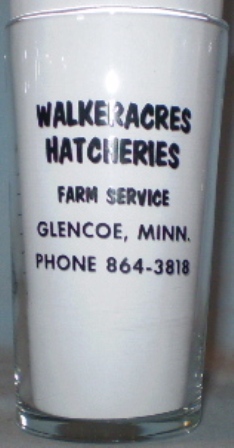 WALKERACRES
HATCHERIES
FARM SERVICE
GLENCOE, MINN.
PHONE 864-3818